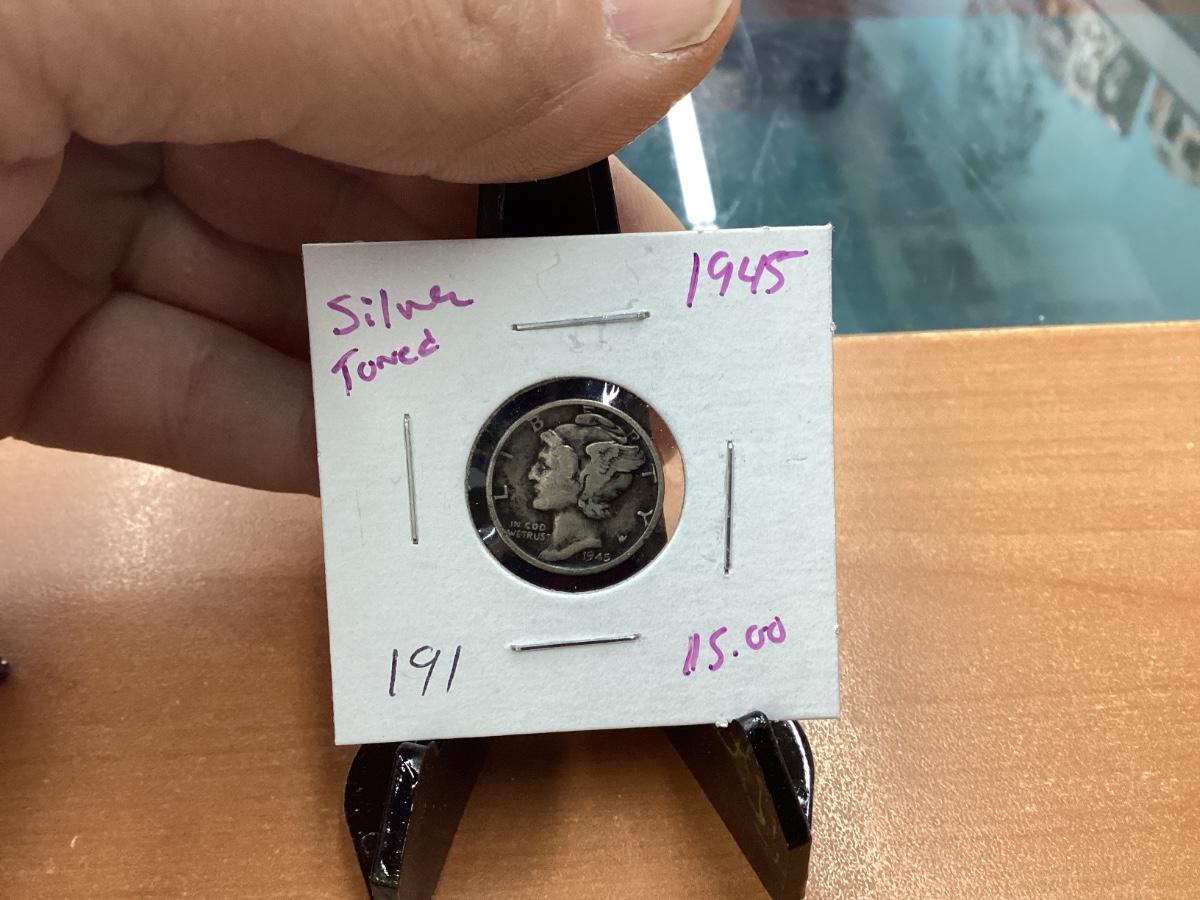 Silver
Toned
1945
LIBERTY
IN GOD
WE TRUST
1945
191
15.00